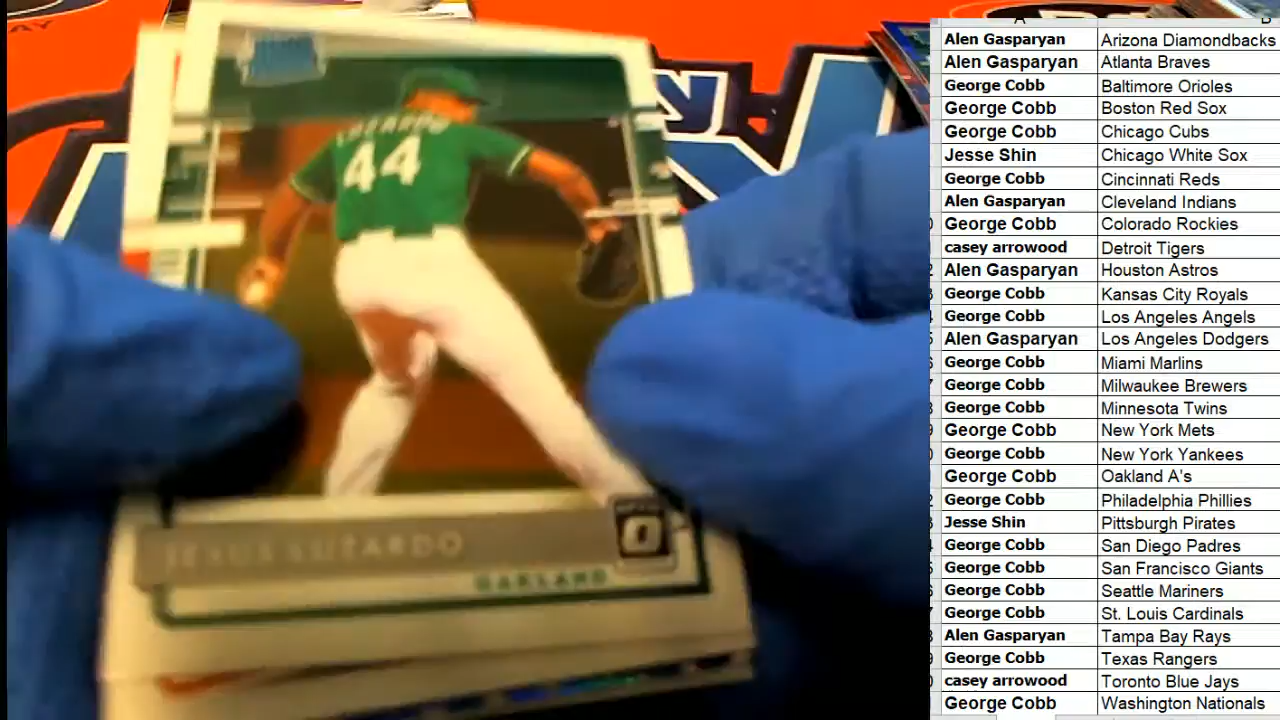 44
OAKLAND
A B
Alen Gasparyan Arizona Diamondbacks
Alen Gasparyan Atlanta Braves
George Cobb Baltimore Orioles
George Cobb Boston Red Sox
George Cobb Chicago Cubs
Jesse Shin Chicago White Sox
George Cobb Cincinnati Reds
Alen Gasparyan Cleveland Indians
George Cobb Colorado Rockies
casey arrowood Detroit Tigers
Alen Gasparyan Houston Astros
George Cobb Kansas City Royals
George Cobb Los Angeles Angels
Alen Gasparyan Los Angeles Dodgers
George Cobb Miami Marlins
George Cobb Milwaukee Brewers
George Cobb Minnesota Twins
George Cobb New York Mets
George Cobb New York Yankees
George Cobb Oakland A's
George Cobb Philadelphia Phillies
Jesse Shin Pittsburgh Pirates
George Cobb San Diego Padres
George Cobb San Francisco Giants
George Cobb Seattle Mariners
George Cobb St. Louis Cardinals
Alen Gasparyan Tampa Bay Rays
George Cobb Texas Rangers
casey arrowood Toronto Blue Jays
George Cobb Washington Nationals